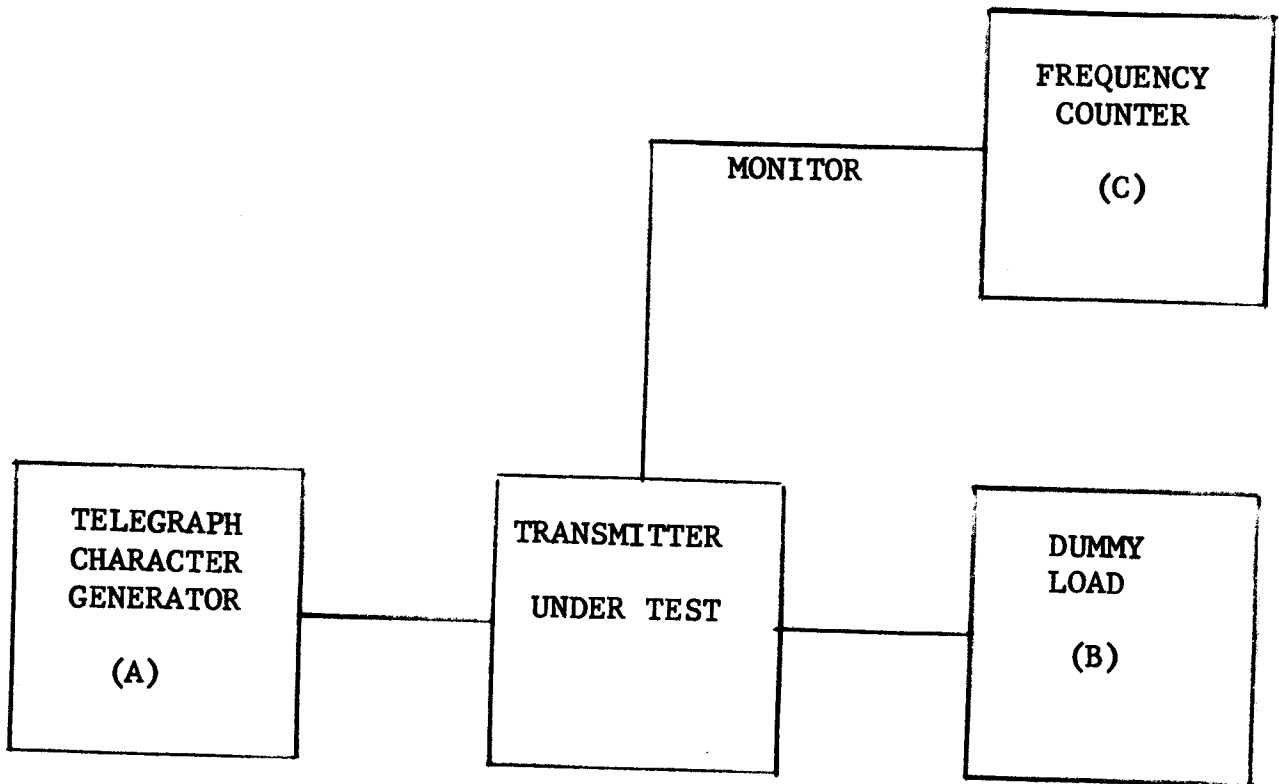 FREQUENCY
COUNTER
(C)
MONITOR
TELEGRAPH
CHARACTER
GENERATOR
(A)
TRANSMITTER
UNDER TEST
DUMMY
LOAD
(B)